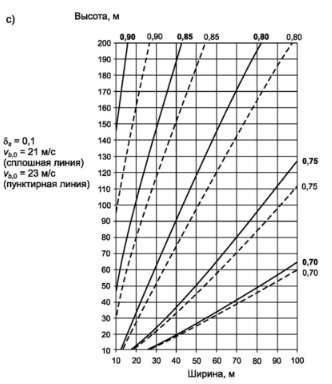 c)
Высота, м
0,90 0,90 0,85 0,85 0,82 0,80
200
190
180
170
160
150
140
130
120
110
100
90
80
70
60
50
40
30
20
10
δs = 0,1
vb,0 = 21 м/с
(сплошная линия)
vb,0 = 23 м/с
(пунктирная линия)
0,75
0,75
0,70
0,70
10 20 30 40 50 60 70 80 90 100
Ширина, м